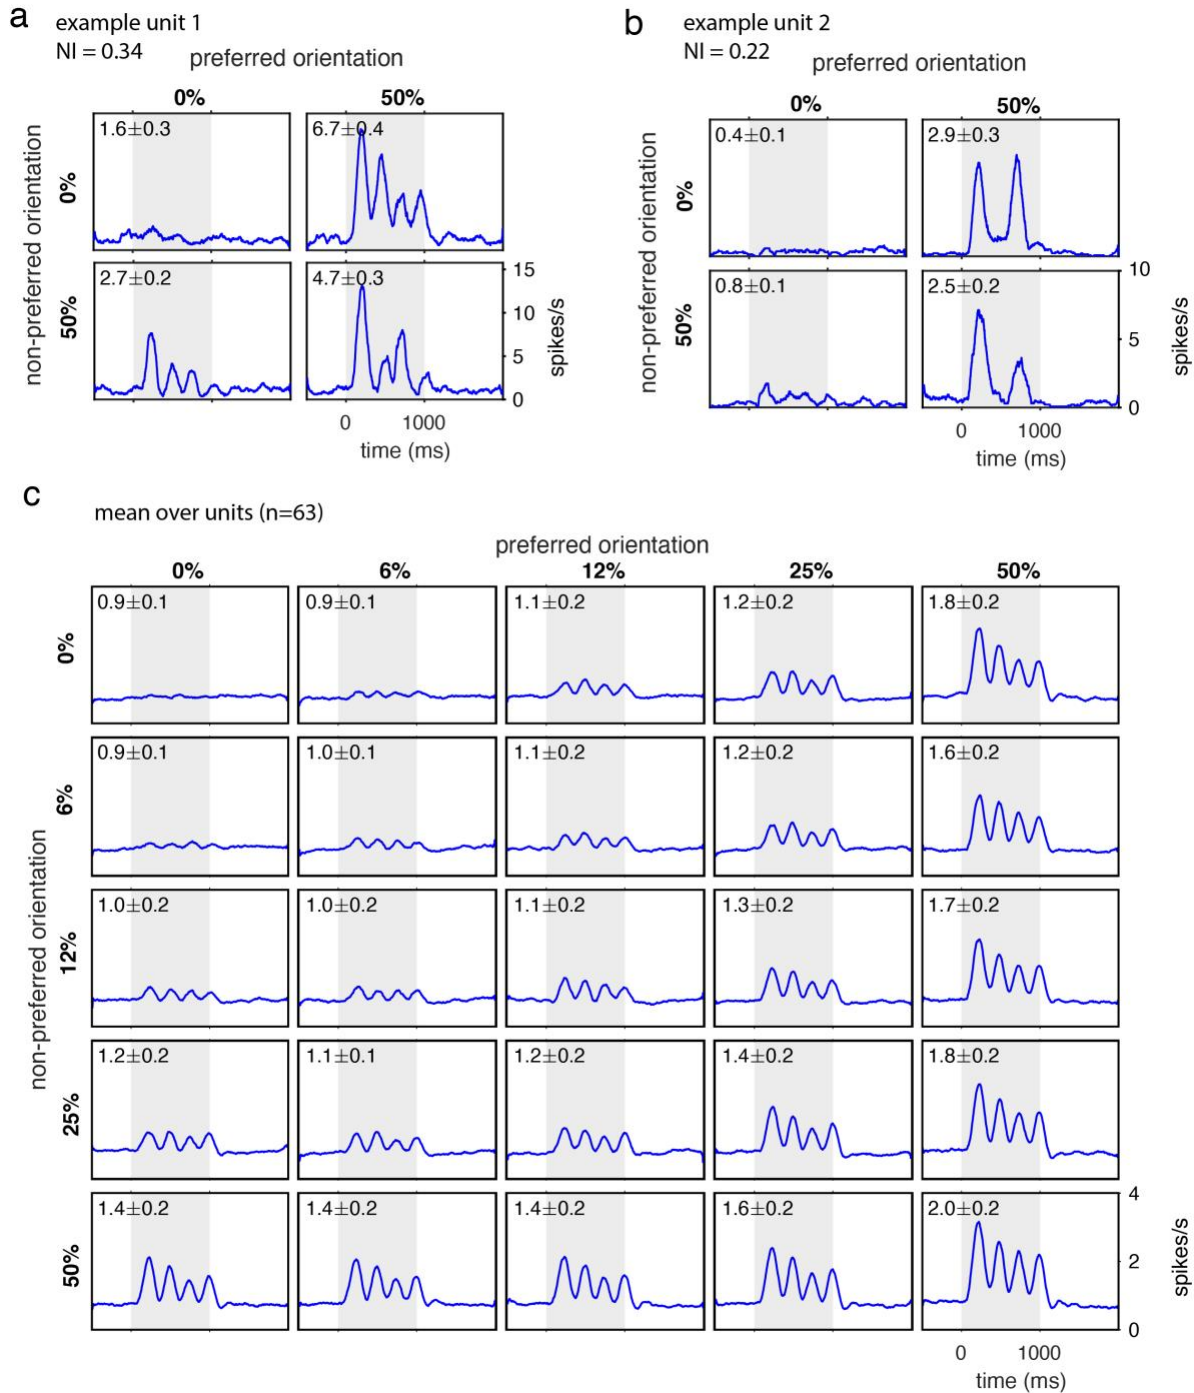 a
example unit 1
NI = 0.34
preferred orientation
0% 50%
non-preferred orientation
0%
1.6±0.3 6.7±0.4
50%
2.7±0.2 4.7±0.3
15
10
5
0
spikes/s
0 1000
time (ms)
b
example unit 2
NI = 0.22
preferred orientation
0% 50%
non-preferred orientation
0%
0.4±0.1 2.9±0.3
50%
0.8±0.1 2.5±0.2
10
5
0
spikes/s
0 1000
time (ms)
c
mean over units (n=63)
preferred orientation
0% 6% 12% 25% 50%
non-preferred orientation
0%
0.9±0.1 0.9±0.1 1.1±0.2 1.2±0.2 1.8±0.2
6%
0.9±0.1 1.0±0.1 1.1±0.2 1.2±0.2 1.6±0.2
12%
1.0±0.2 1.0±0.2 1.1±0.2 1.3±0.2 1.7±0.2
25%
1.2±0.2 1.1±0.1 1.2±0.2 1.4±0.2 1.8±0.2
50%
1.4±0.2 1.4±0.2 1.4±0.2 1.6±0.2 2.0±0.2
4
2
0
spikes/s
0 1000
time (ms)